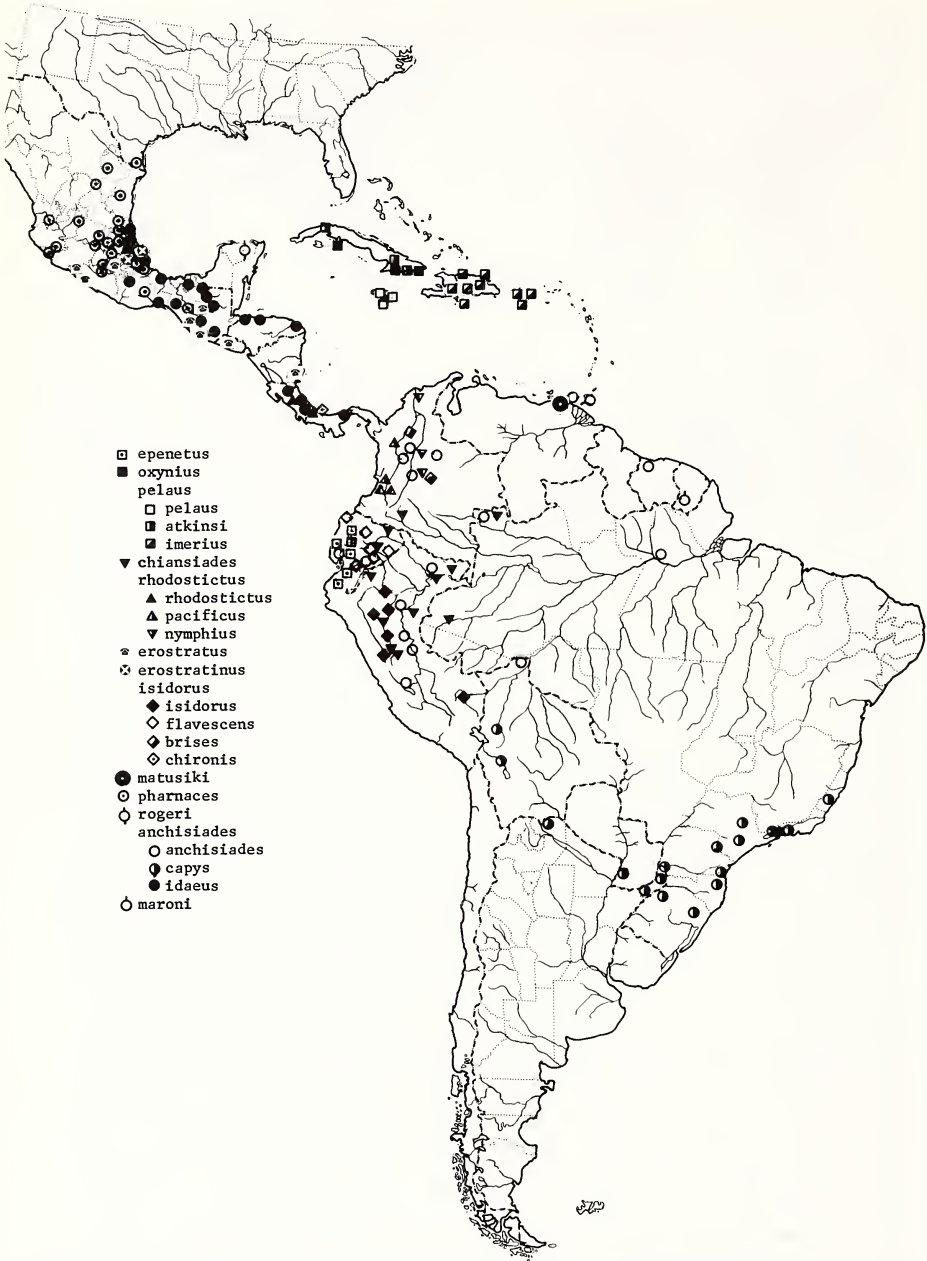 epenetus
oxynius
pelaus
pelaus
atkinsi
imerius
chiansiades
rhodostictus
rhodostictus
pacificus
nymphius
erostratus
erostratinus
isidorus
isidorus
flavescens
brises
chironis
matusiki
pharnaces
rogeri
anchisiades
anchisiades
capys
idaeus
maroni